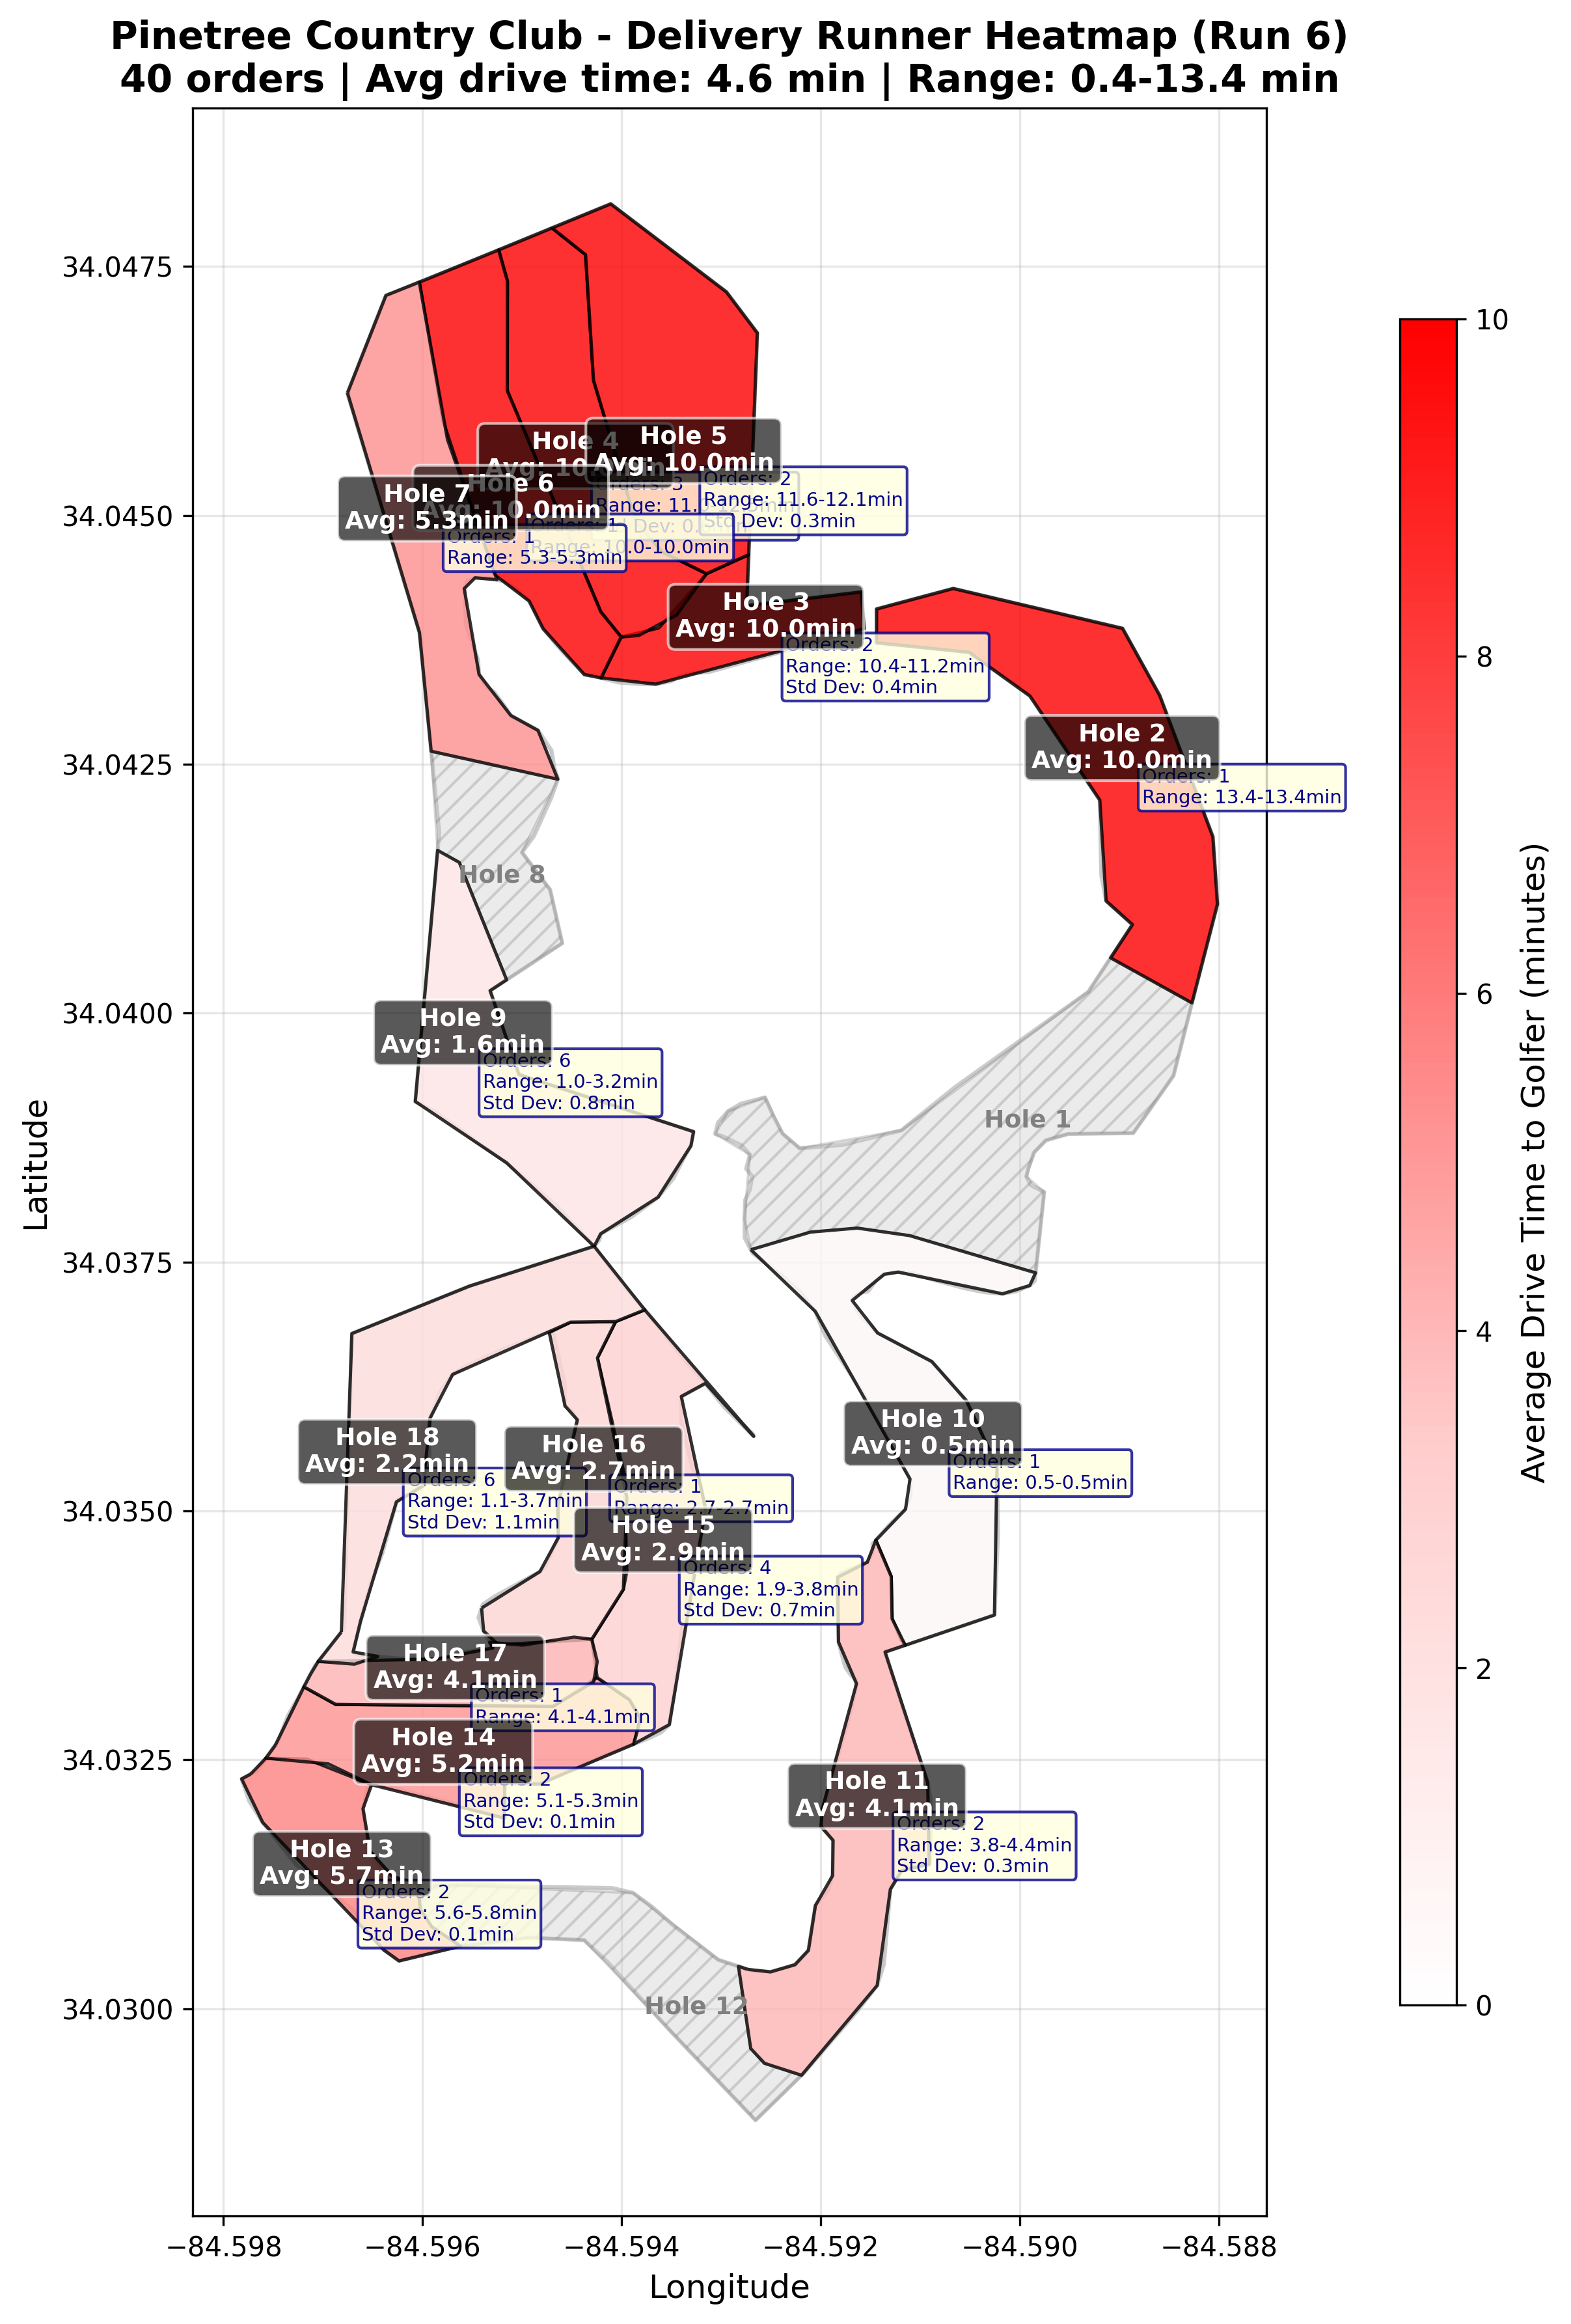 Pinetree Country Club - Delivery Runner Heatmap (Run 6)
40 orders | Avg drive time: 4.6 min | Range: 0.4-13.4 min
Latitude
34.0475
34.0450
34.0425
34.0400
34.0375
34.0350
34.0325
34.0300
−84.598
−84.596
−84.594
−84.592
−84.590
−84.588
Longitude
Hole 4
Avg:
Hole 5
Avg: 10.0min
Orders: 2
Range: 11.6-12.1min
Std Dev: 0.3min
Hole 6
10.0min
Orders: 1
Range: 10.0-10.0min
Hole 7
Avg: 5.3min
Orders: 1
Range: 5.3-5.3min
Hole 3
Avg: 10.0min
Orders: 2
Range: 10.4-11.2min
Std Dev: 0.4min
Hole 2
Avg: 10.0min
Orders: 1
Range: 13.4-13.4min
Hole 8
Hole 9
Avg: 1.6min
Orders: 6
Range: 1.0-3.2min
Std Dev: 0.8min
Hole 1
Hole 10
Avg: 0.5min
Orders: 1
Range: 0.5-0.5min
Hole 18
Avg: 2.2min
Orders: 6
Range: 1.1-3.7min
Std Dev: 1.1min
Hole 16
Avg: 2.7min
Orders: 1
Range: 2.7-2.7min
Hole 15
Avg: 2.9min
Orders: 4
Range: 1.9-3.8min
Std Dev: 0.7min
Hole 17
Avg: 4.1min
Orders: 1
Range: 4.1-4.1min
Hole 14
Avg: 5.2min
Orders: 2
Range: 5.1-5.3min
Std Dev: 0.1min
Hole 11
Avg: 4.1min
Orders: 2
Range: 3.8-4.4min
Std Dev: 0.3min
Hole 13
Avg: 5.7min
Orders: 2
Range: 5.6-5.8min
Std Dev: 0.1min
Hole 12
10
8
6
4
2
0
Average Drive Time to Golfer (minutes)